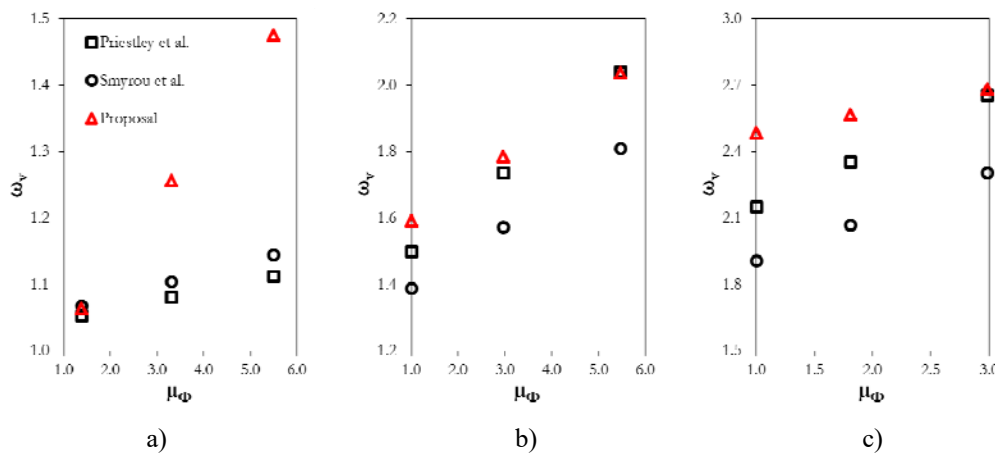 1.5
1.4
1.3
1.2
1.1
1.0
ωv
Priestley et al.
Smyrou et al.
Proposal
1.0 2.0 3.0 4.0 5.0 6.0
μΦ
a)
2.2
2.0
1.8
1.6
1.4
1.2
ωv
1.0 2.0 3.0 4.0 5.0 6.0
μΦ
b)
3.0
2.7
2.4
2.1
1.8
1.5
ωv
1.0 1.5 2.0 2.5 3.0
μΦ
c)